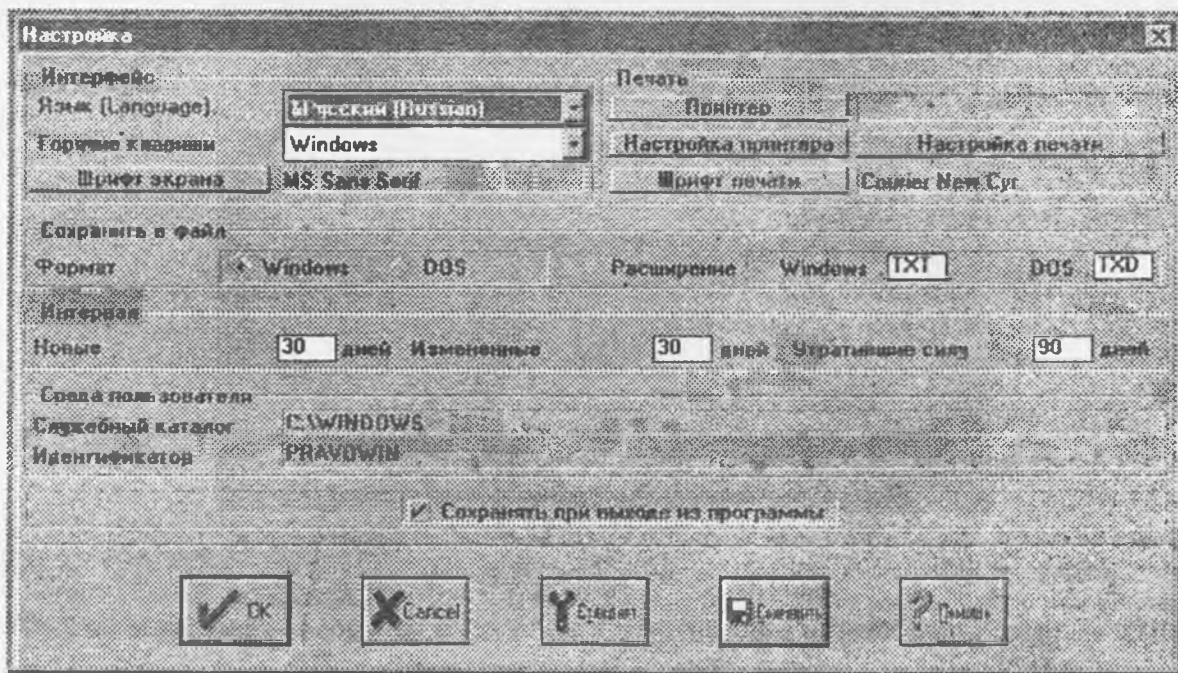 Настройка
Интерфейс
Язык (Language)
Русский (Russian)
Горячие клавиши
Windows
Шрифт экрана
MS Sans Serif
Печать
Принтер
Настройка принтера
Настройка печати
Шрифт печати
Courier New Cyr
Сохранить в файл
Формат
Windows
DOS
Расширение
Windows
.TXT
DOS
.TXD
Интервал
Новые 30 дней Измененные 30 дней Утратившие силу 90 дней
Среда пользователя
Служебный каталог C:\WINDOWS
Идентификатор PRAVOWIN
Сохранять при выходе из программы
OK
Cancel
Стандарт
Сохранить
Помощь